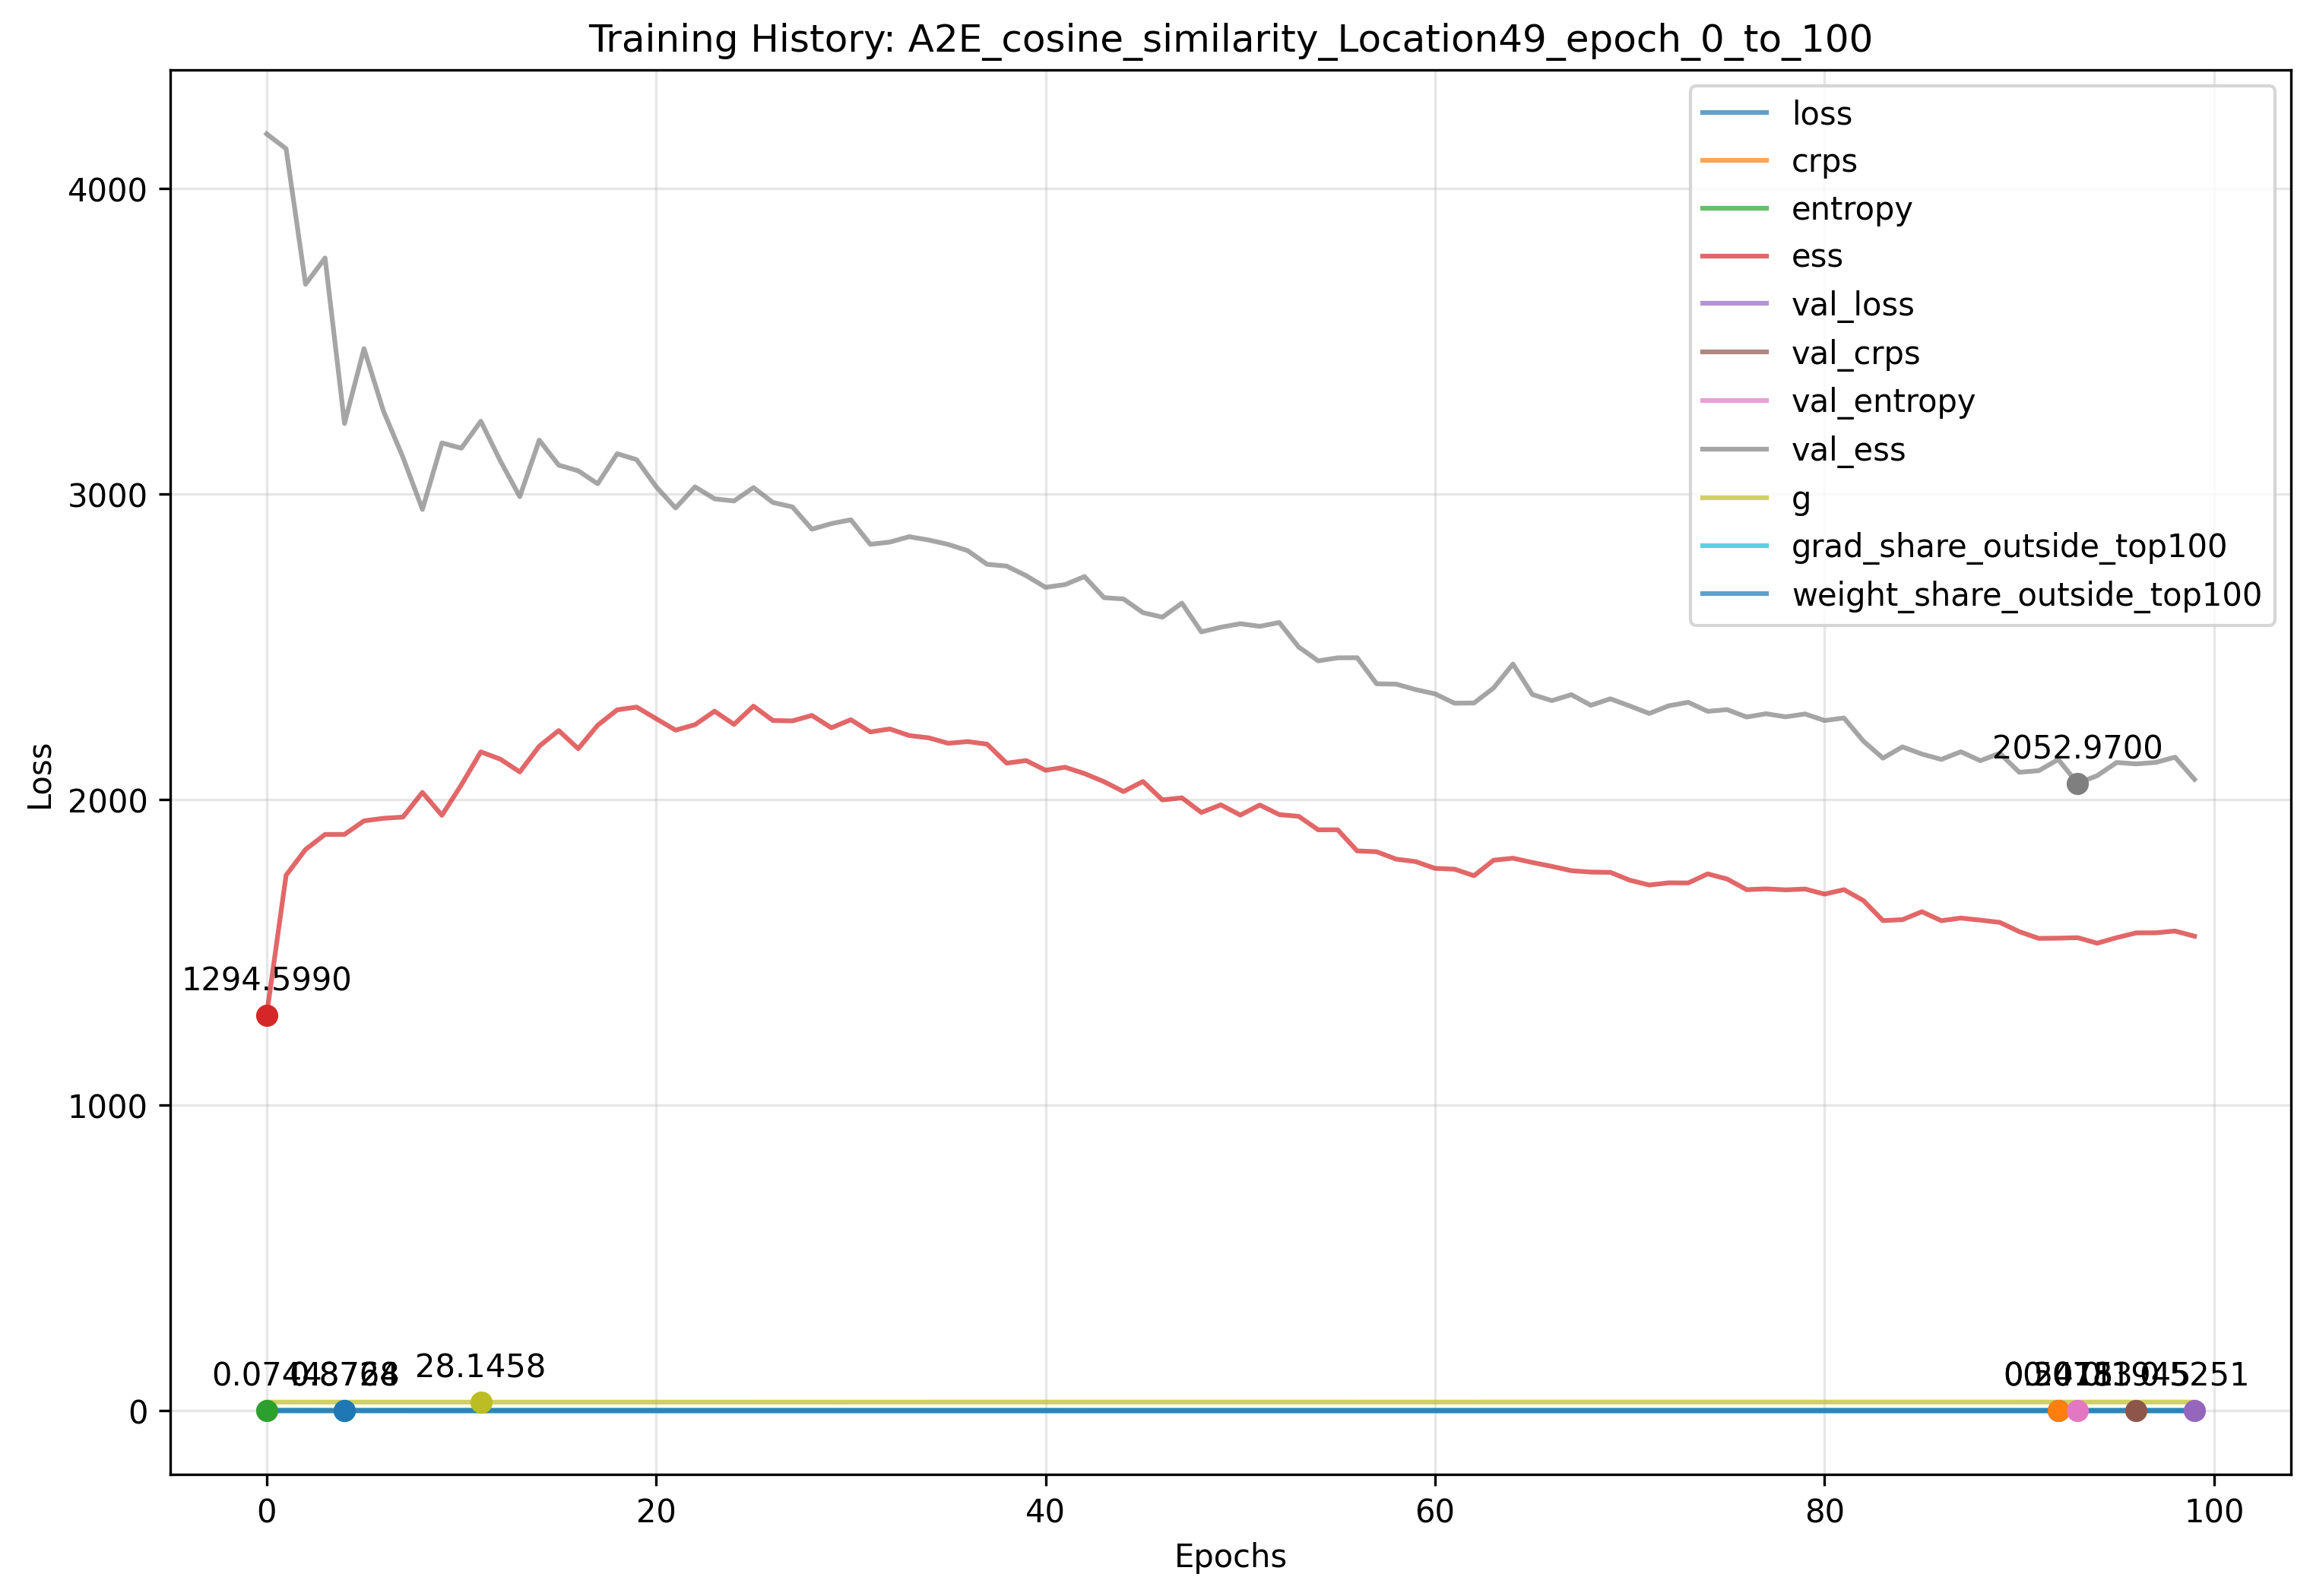 Training History: A2E_cosine_similarity_Location49_epoch_0_to_100
loss
crps
entropy
ess
val_loss
val_crps
val_entropy
val_ess
g
grad_share_outside_top100
weight_share_outside_top100
4000
3000
2000
1000
0
Loss
2052.9700
1294.5990
28.1458
0 20 40 60 80 100
Epochs